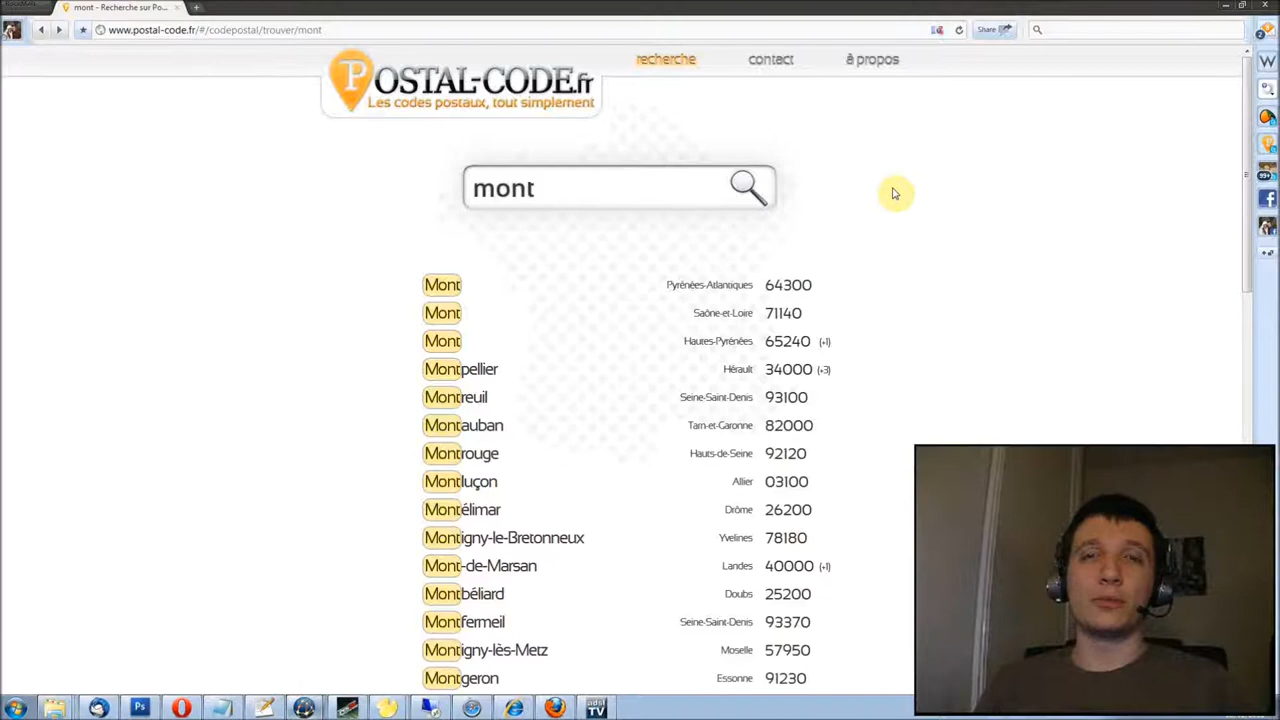 mont - Recherche sur Po...
www.postal-code.fr/#/codepostal/trouver/mont
Share
recherche contact à propos
POSTAL-CODE.fr
Les codes postaux, tout simplement
mont
Mont Pyrénées-Atlantiques 64300
Mont Saône-et-Loire 71140
Mont Hautes-Pyrénées 65240 (+1)
Montpellier Hérault 34000 (+3)
Montreuil Seine-Saint-Denis 93100
Montauban Tarn-et-Garonne 82000
Montrouge Hauts-de-Seine 92120
Montluçon Allier 03100
Montélimar Drôme 26200
Montigny-le-Bretonneux Yvelines 78180
Mont-de-Marsan Landes 40000 (+1)
Montbéliard Doubs 25200
Montfermeil Seine-Saint-Denis 93370
Montigny-lès-Metz Moselle 57950
Montgeron Essonne 91230
W
99+
Ps
adsl
TV